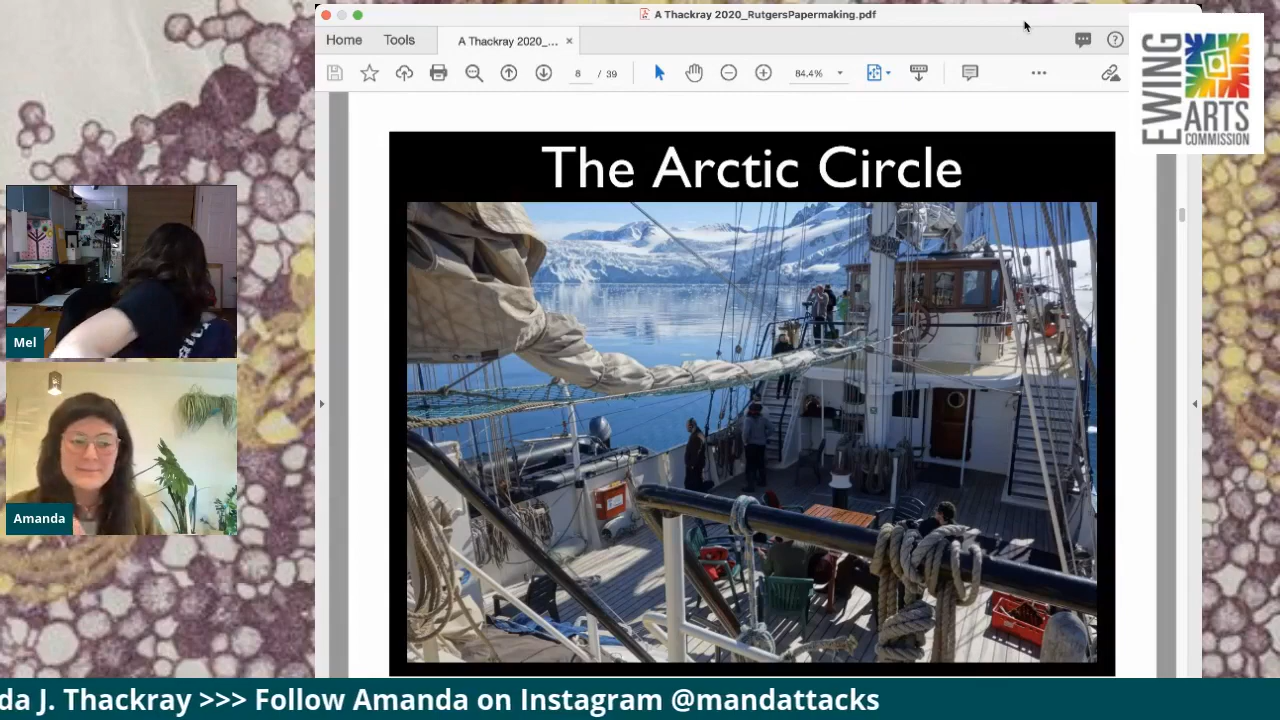 A Thackray 2020_RutgersPapermaking.pdf
Home
Tools
A Thackray 2020_...
8 / 39
84.4%
EWING
ARTS
COMMISSION
The Arctic Circle
Mel
Amanda
da J. Thackray >>> Follow Amanda on Instagram @mandattacks